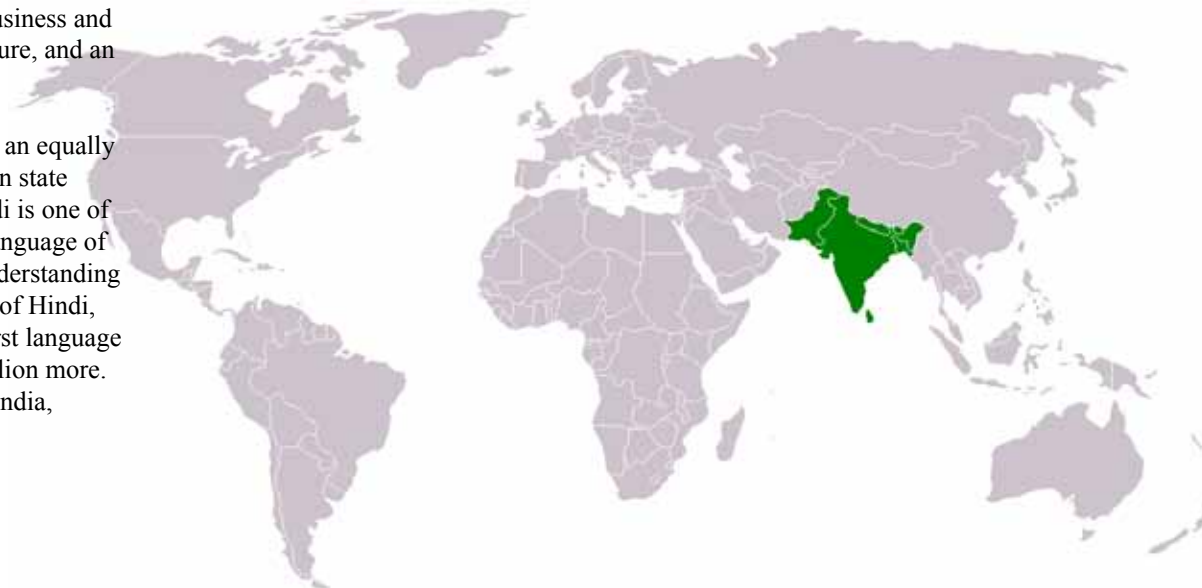 usiness and
ure, and an
an equally
n state
li is one of
nguage of
derstanding
of Hindi,
rst language
lion more.
ndia,